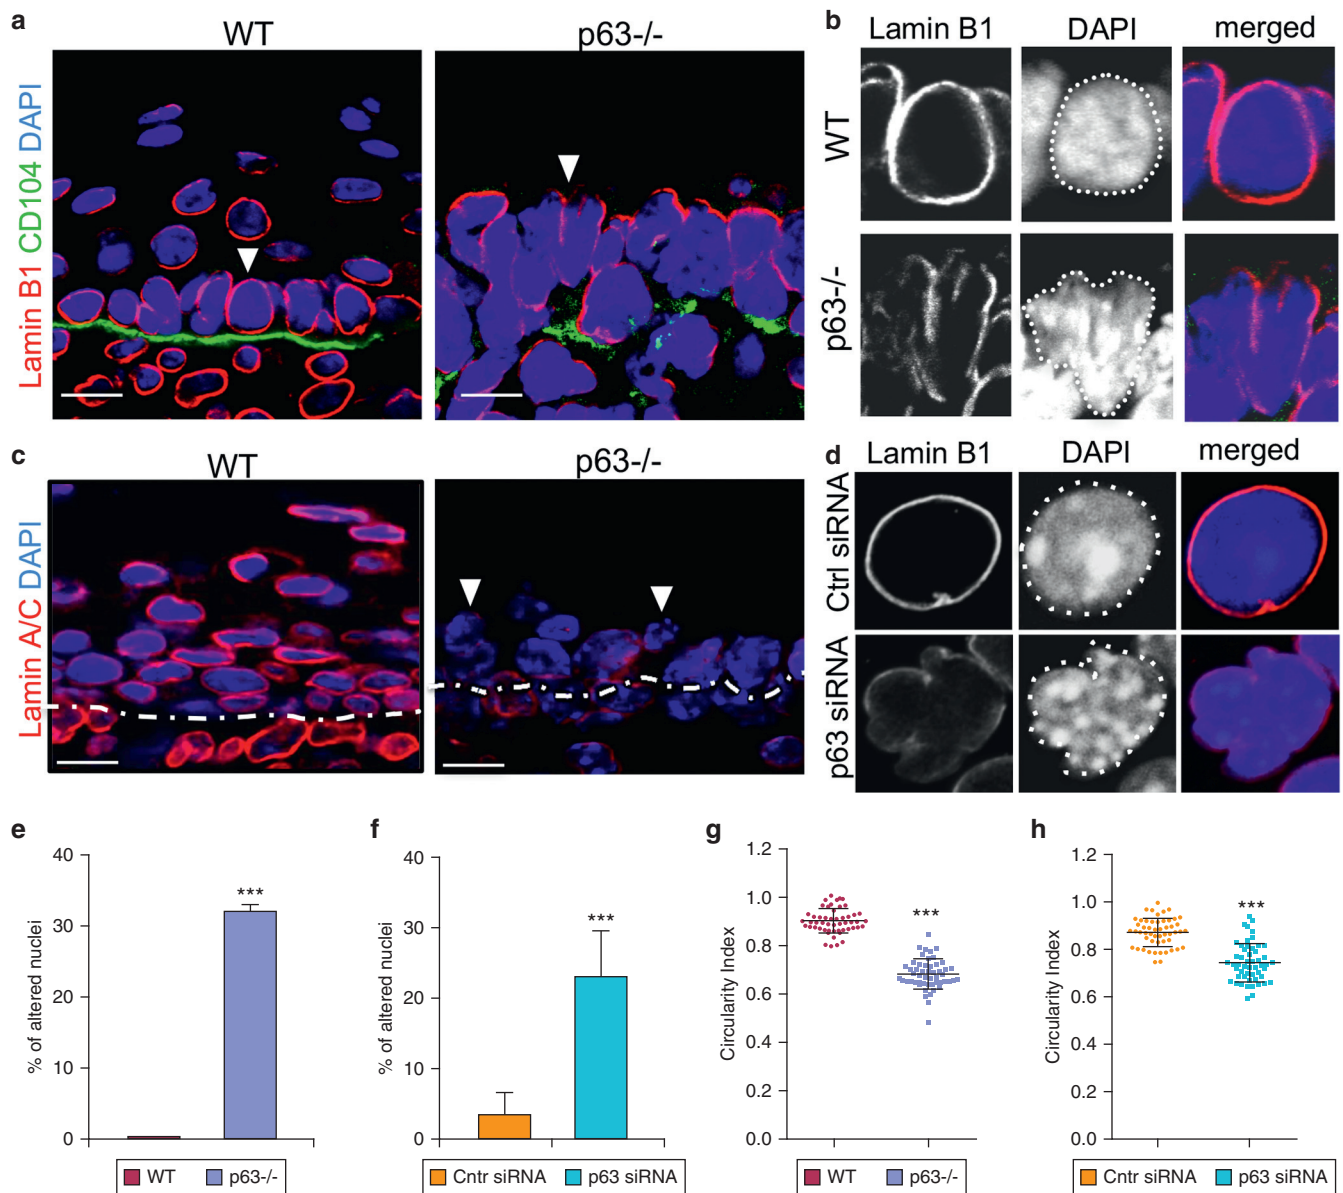 a
WT
p63-/-
Lamin B1 CD104 DAPI
b
Lamin B1 DAPI merged
WT
p63-/-
c
WT
p63-/-
Lamin A/C DAPI
d
Lamin B1 DAPI merged
Ctrl siRNA
p63 siRNA
e
% of altered nuclei
40
30
20
10
0
***
WT p63-/-
f
% of altered nuclei
40
30
20
10
0
***
Cntr siRNA p63 siRNA
g
Circularity Index
1.2
1.0
0.8
0.6
0.4
0.2
0.0
***
WT p63-/-
h
Circularity Index
1.2
1.0
0.8
0.6
0.4
0.2
0.0
***
Cntr siRNA p63 siRNA